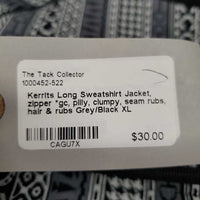 The Tack Collector
1000452-522
Kerrits Long Sweatshirt Jacket,
zipper *gc, pilly, clumpy, seam rubs,
hair & rubs Grey/Black XL
CAGU7X
$30.00